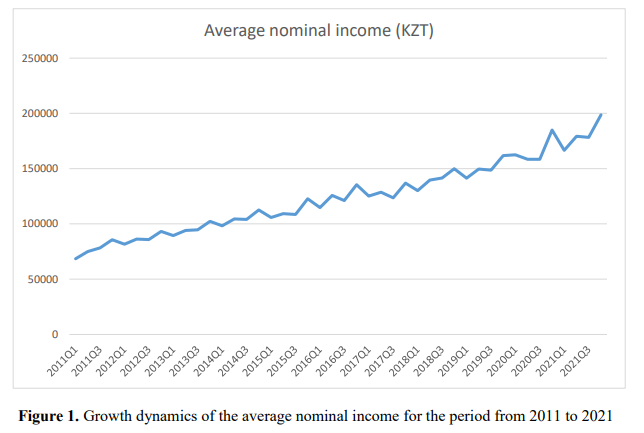 Average nominal income (KZT)
250000
200000
150000
100000
50000
0
2011Q1
2011Q3
2012Q1
2012Q3
2013Q1
2013Q3
2014Q1
2014Q3
2015Q1
2015Q3
2016Q1
2016Q3
2017Q1
2017Q3
2018Q1
2018Q3
2019Q1
2019Q3
2020Q1
2020Q3
2021Q1
2021Q3
Figure 1. Growth dynamics of the average nominal income for the period from 2011 to 2021